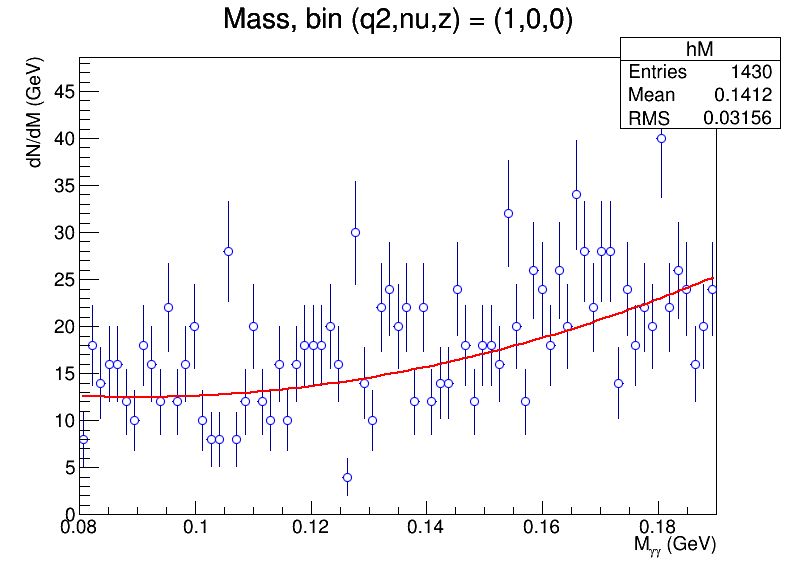 Mass, bin (q2,nu,z) = (1,0,0)
hM
Entries 1430
Mean 0.1412
RMS 0.03156
dN/dM (GeV)
45
40
35
30
25
20
15
10
5
0
0.08 0.1 0.12 0.14 0.16 0.18
Mγγ (GeV)